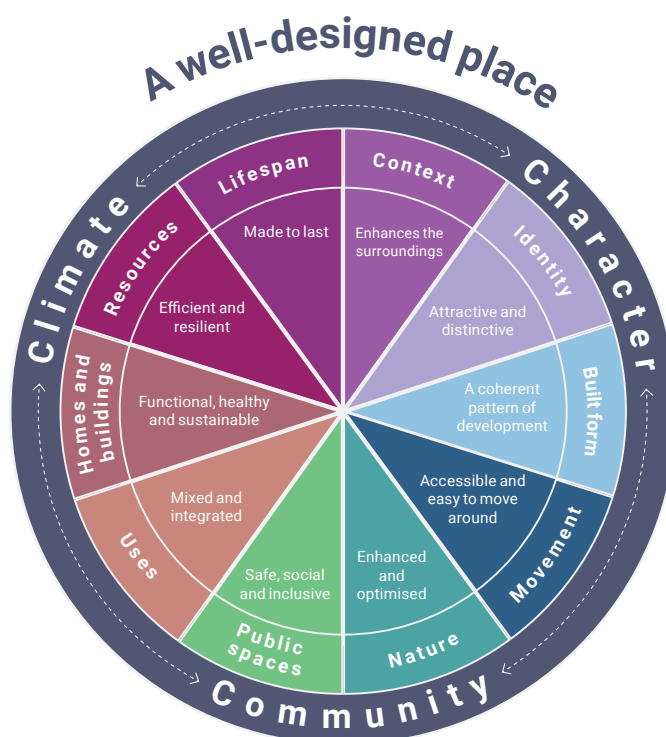 A well-designed place
Climate
Character
Community
Context
Enhances the
surroundings
Identity
Attractive and
distinctive
Built form
A coherent
pattern of
development
Movement
Accessible and
easy to move
around
Nature
Enhanced
and
optimised
Public
spaces
Safe, social
and inclusive
Uses
Mixed and
integrated
Homes and
buildings
Functional, healthy
and sustainable
Resources
Efficient and
resilient
Lifespan
Made to last